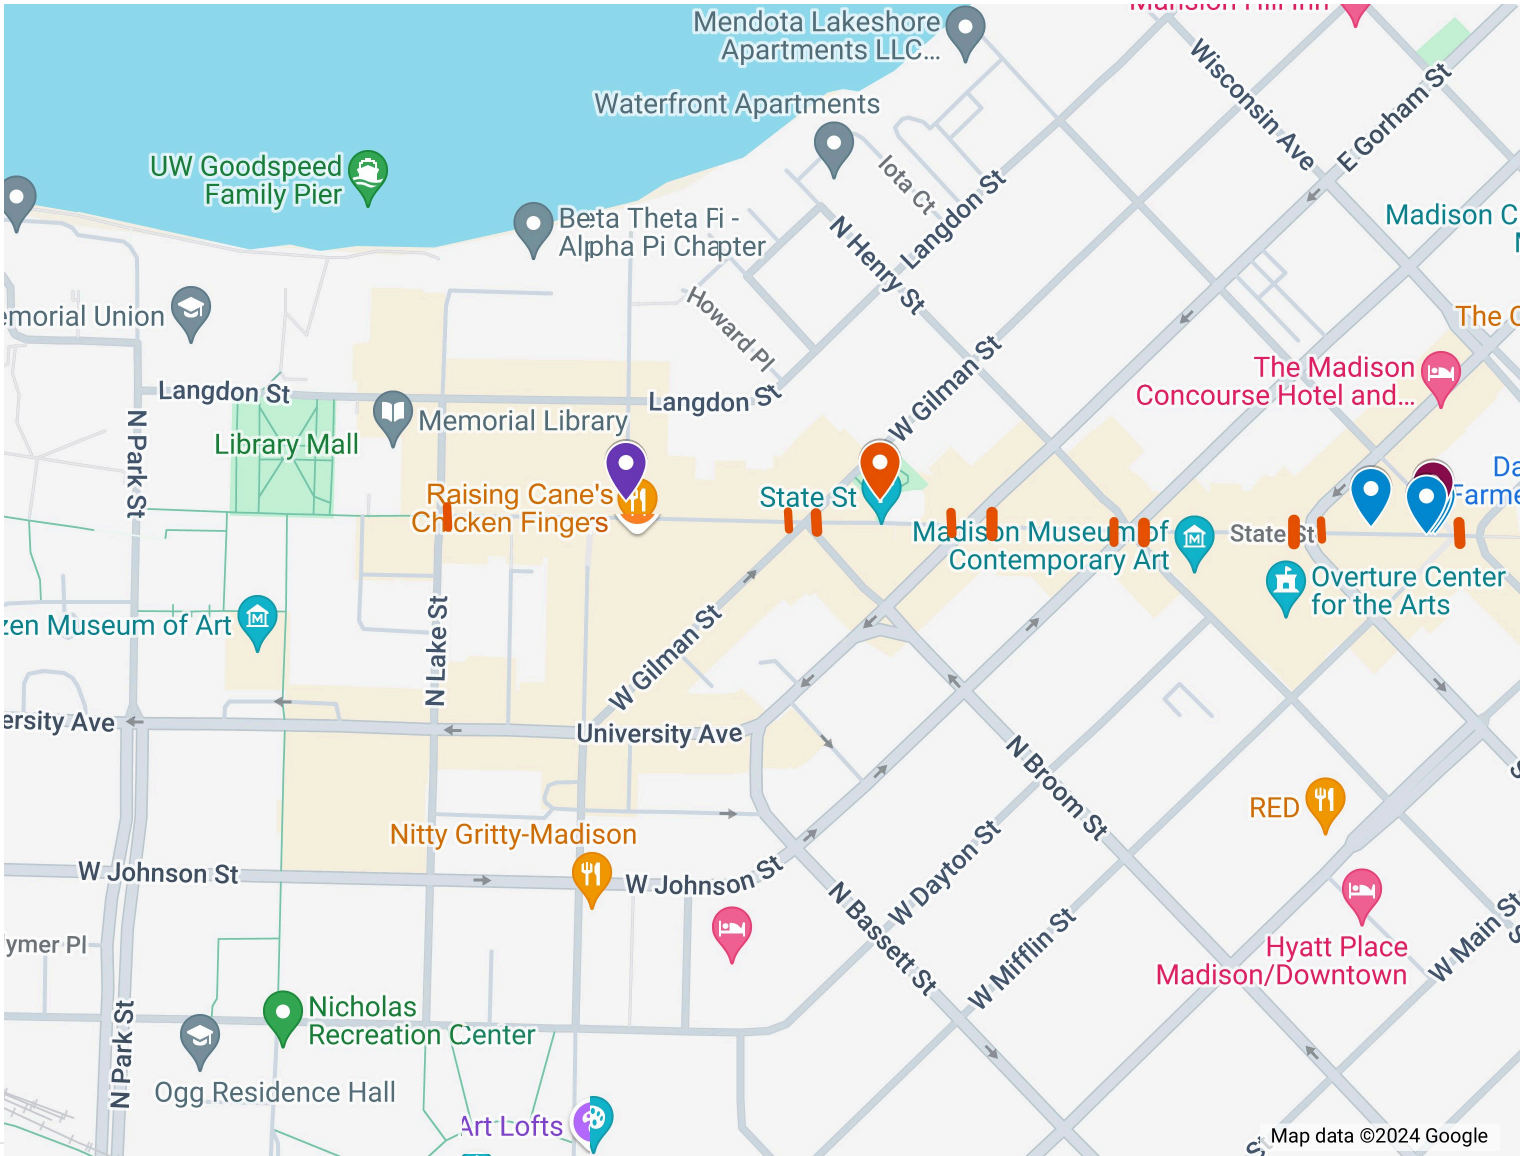 Mendota Lakeshore
Apartments LLC...
Mansion Hill Inn
Waterfront Apartments
Wisconsin Ave
E Gorham St
UW Goodspeed
Family Pier
Iota Ct
Langdon St
Beta Theta Pi -
Alpha Pi Chapter
N Henry St
Madison C
N
emorial Union
Howard Pl
The C
W Gilman St
The Madison
Concourse Hotel and...
Langdon St
Langdon St
N Park St
Memorial Library
Library Mall
Raising Cane's
Chicken Fingers
State St
Da
Farme
Madison Museum of
Contemporary Art
State St
Overture Center
for the Arts
zen Museum of Art
N Lake St
W Gilman St
ersity Ave
University Ave
N Broom St
RED
Nitty Gritty-Madison
W Johnson St
W Johnson St
W Dayton St
N Bassett St
W Mifflin St
W Main St
S
S
ymer Pl
Hyatt Place
Madison/Downtown
N Park St
Nicholas
Recreation Center
Ogg Residence Hall
Art Lofts
St
Map data ©2024 Google